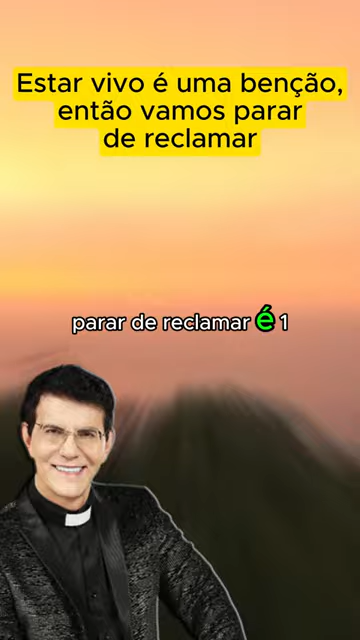 Estar vivo é uma benção,
então vamos parar
de reclamar
parar de reclamar é 1